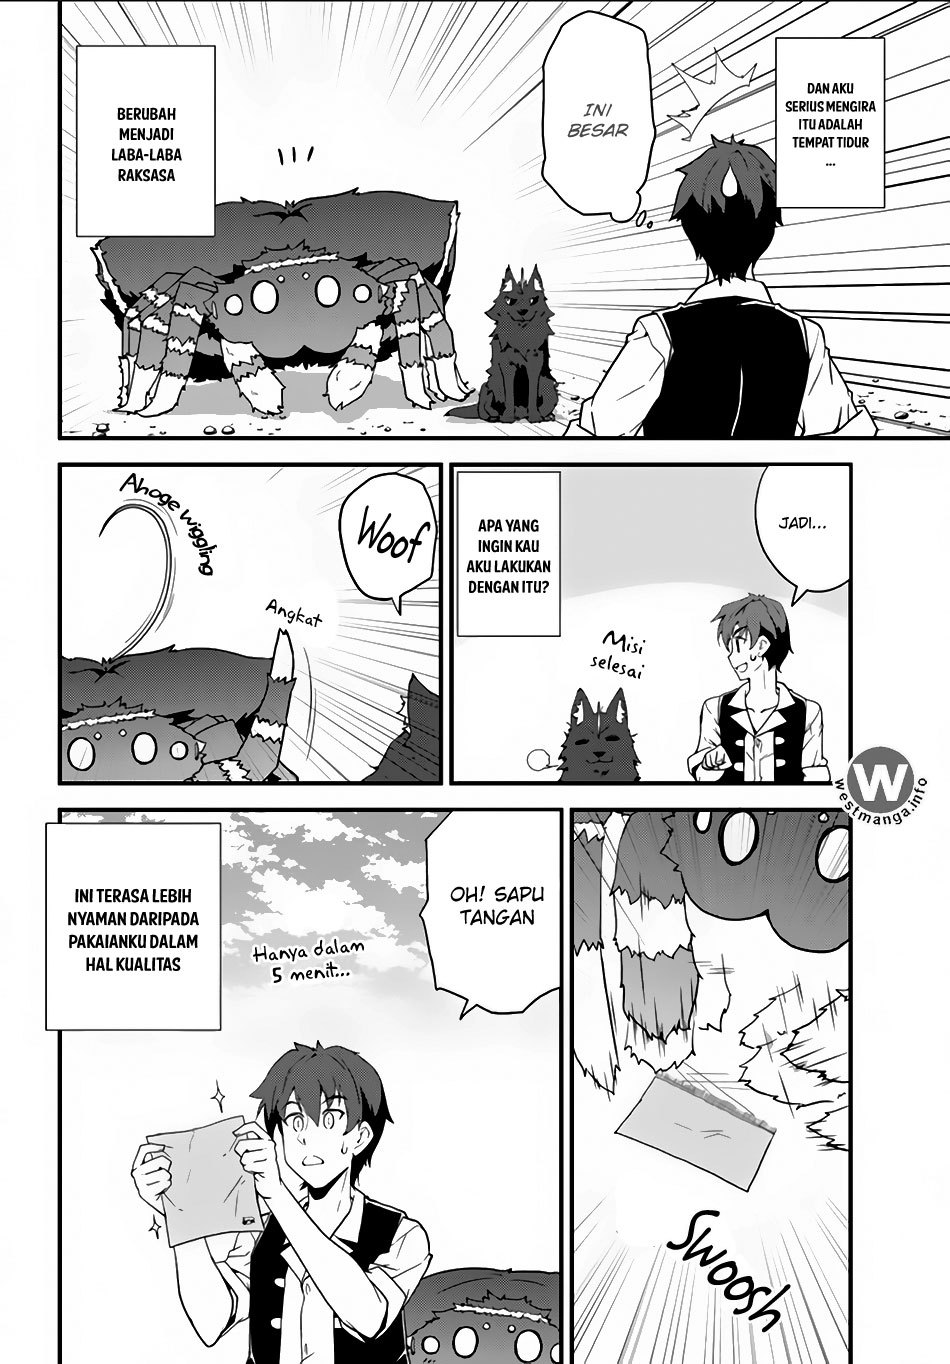 DAN AKU
SERIUS MENGIRA
ITU ADALAH
TEMPAT TIDUR
...
INI
BESAR
BERUBAH
MENJADI
LABA-LABA
RAKSASA
JADI...
APA YANG
INGIN KAU
AKU LAKUKAN
DENGAN ITU?
Misi
selesai
Woof
Ahoge wiggling
Angkat
W
westmanga.info
Swoosh
OH! SAPU
TANGAN
Hanya dalam
5 menit...
INI TERASA LEBIH
NYAMAN DARIPADA
PAKAIANKU DALAM
HAL KUALITAS